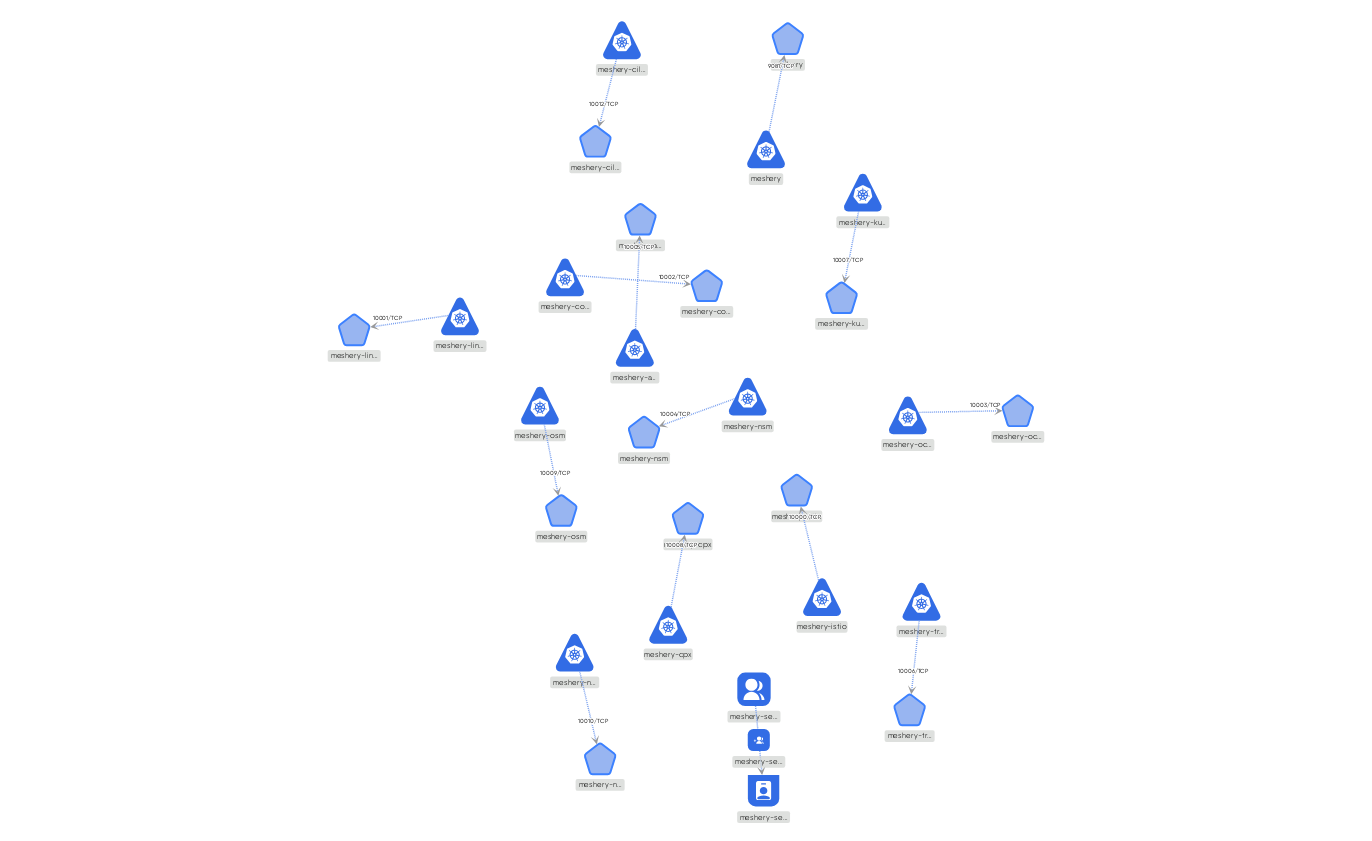 meshery-cil...
10012/TCP
meshery-cil...
9081/TCP
meshery
meshery-ku...
10007/TCP
meshery-ku...
10005/TCP
meshery-co...
10002/TCP
meshery-co...
meshery-a...
10001/TCP
meshery-lin...
meshery-lin...
meshery-osm
10009/TCP
meshery-osm
meshery-nsm
10004/TCP
meshery-nsm
10003/TCP
meshery-oc...
meshery-oc...
10000/TCP
meshery-istio
10008/TCP
meshery-cpx
meshery-tr...
10006/TCP
meshery-tr...
meshery-n...
10010/TCP
meshery-n...
meshery-se...
meshery-se...
meshery-se...